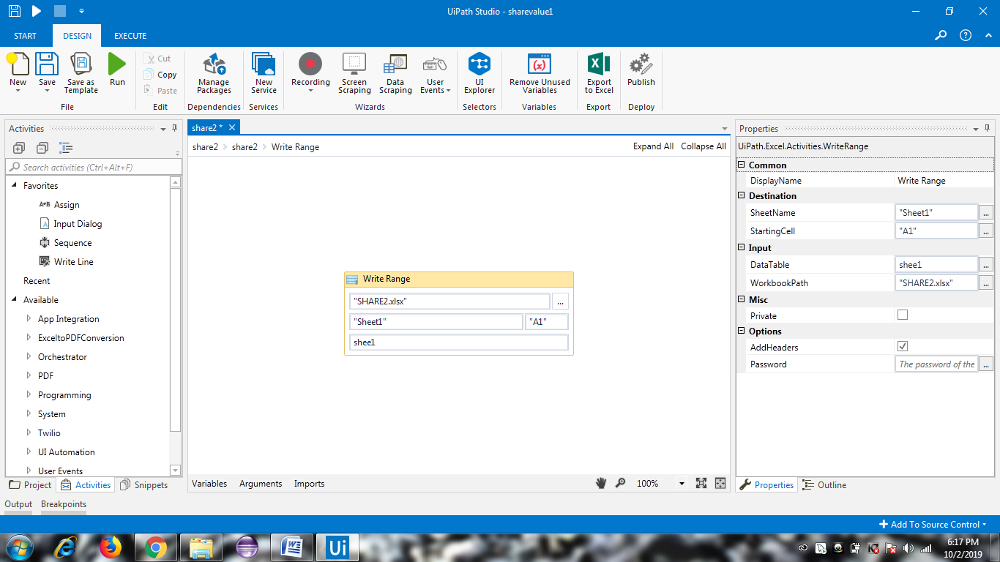 UiPath Studio - sharevalue1
START DESIGN EXECUTE
New Save Save as Template Run Cut Copy Paste Manage Packages New Service Recording Screen Scraping Data Scraping User Events UI Explorer Remove Unused Variables Export to Excel Publish
File Edit Dependencies Services Wizards Selectors Variables Export Deploy
Activities
Search activities (Ctrl+Alt+F)
Favorites
A+B Assign
Input Dialog
Sequence
Write Line
Recent
Available
App Integration
ExceltoPDFConversion
Orchestrator
PDF
Programming
System
Twilio
UI Automation
User Events
Project Activities Snippets
share2 *
share2 > share2 > Write Range Expand All Collapse All
Write Range
"SHARE2.xlsx" ...
"Sheet1" "A1"
shee1
Variables Arguments Imports 100%
Properties
UiPath.Excel.Activities.WriteRange
Common
DisplayName Write Range
Destination
SheetName "Sheet1" ...
StartingCell "A1" ...
Input
DataTable shee1 ...
WorkbookPath "SHARE2.xlsx" ...
Misc
Private
Options
AddHeaders
Password The password of the ...
Properties Outline
Output Breakpoints
Add To Source Control
Ui
6:17 PM
10/2/2019